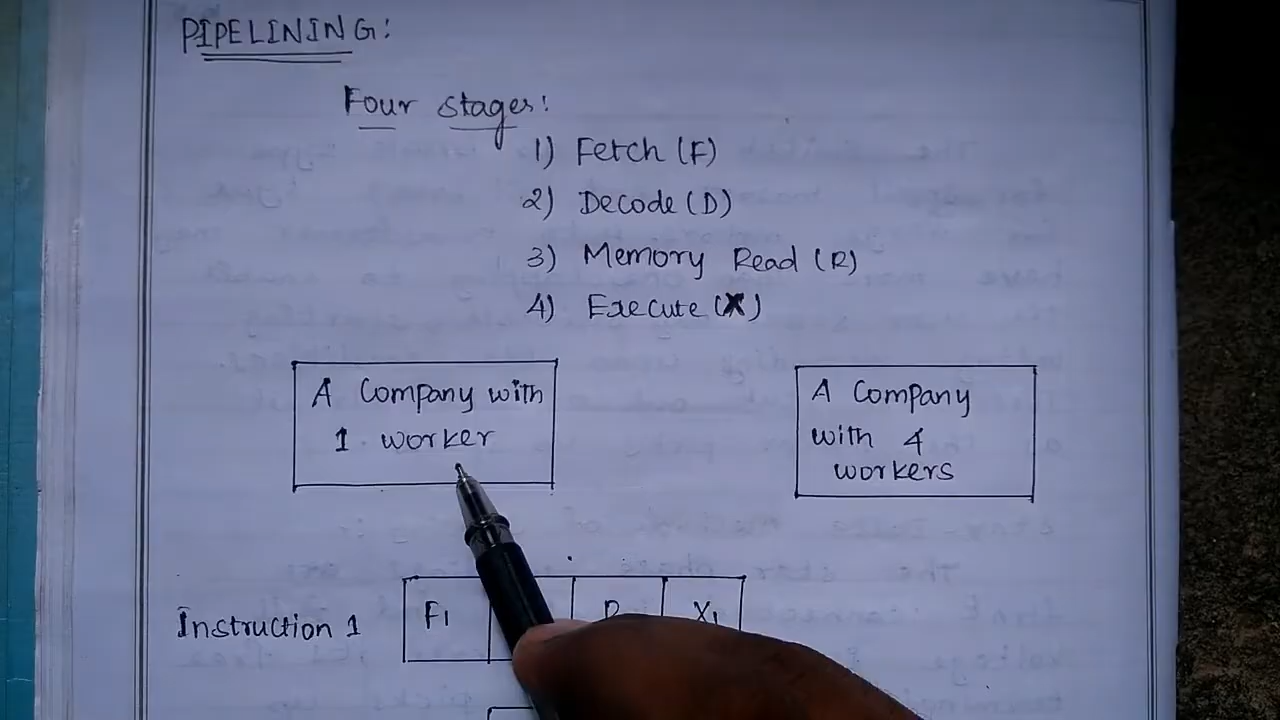 PIPELINING:
Four stages:
1) Fetch (F)
2) Decode (D)
3) Memory Read (R)
4) Execute (X)
A Company with
1 worker
A Company
with 4
workers
Instruction 1 F1 X1